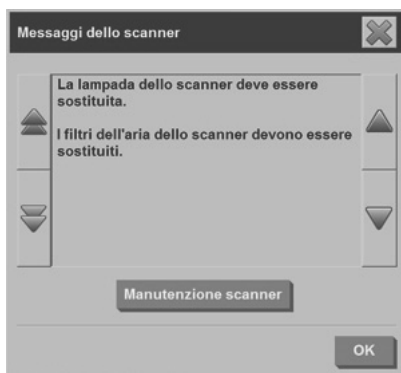 Messaggi dello scanner
La lampada dello scanner deve essere
sostituita.
I filtri dell'aria dello scanner devono essere
sostituiti.
Manutenzione scanner
OK